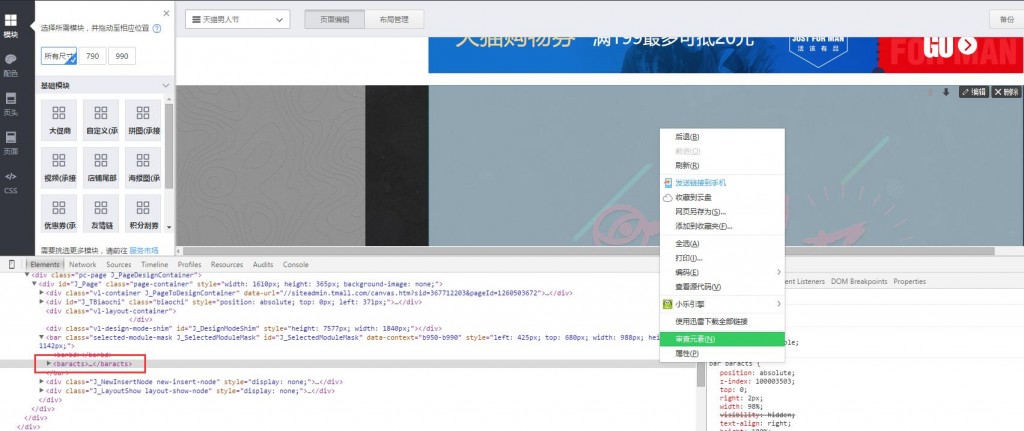 模块
配色
页头
页面
CSS
选择所需模块，并拖动至相应位置
所有尺寸
790
990
基础模块
大促商
自定义(承
拼图(承接
视频(承接
店铺尾部
海报图(承
优惠券(承
友情链
积分割券
需要挑选更多模块，请前往 服务市场
天猫男人节
页面编辑
布局管理
备份
天猫购物券 满199最多可抵20元
JUST FOR MAN
GO
FOR MAN
编辑
删除
后退(B)
前进(O)
刷新(R)
发送链接到手机
收藏到云盘
网页另存为(S)...
添加到收藏夹(F)...
全选(A)
打印(I)...
编码(E)
查看源代码(V)
小乐引擎
使用迅雷下载全部链接
审查元素(N)
属性(P)
Elements Network Sources Timeline Profiles Resources Audits Console
<div class="pc-page J_PageDesignContainer">
<div id="J_Page" class="page-container" style="width: 1610px; height: 365px; background-image: none;">
<div class="vl-container J_PageToDesignContainer" data-url="//siteadmin.tmall.com/canvas.htm?sid=367712203&pageId=1260503672">…</div>
<div id="J_TBiaochi" class="biaochi" style="position: absolute; top: 0px; left: 371px;">…</div>
<div class="vl-layout-container">
</div>
<div class="vl-design-mode-shim" id="J_DesignModeShim" style="height: 7577px; width: 1840px;"></div>
<bar class="selected-module-mask J_SelectedModuleMask" id="J_SelectedModuleMask" data-context="b950-b990" style="left: 425px; top: 680px; width: 988px;
1142px;">
<barbd></barbd>
<baracts>…</baracts>
</bar>
<div class="J_NewInsertNode new-insert-node" style="display: none;">…</div>
<div class="J_LayoutShow layout-show-node" style="display: none;">…</div>
</div>
</div>
</div>
Event Listeners DOM Breakpoints Properties
bar baracts {
position: absolute;
z-index: 100003503;
top: 0;
right: 2px;
width: 98%;
visibility: hidden;
text-align: right;